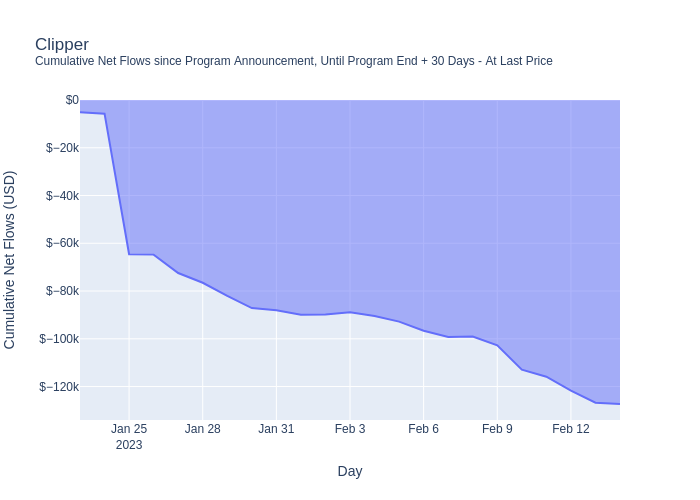 Clipper
Cumulative Net Flows since Program Announcement, Until Program End + 30 Days - At Last Price
Cumulative Net Flows (USD)
$0
$−20k
$−40k
$−60k
$−80k
$−100k
$−120k
Jan 25
2023
Jan 28
Jan 31
Feb 3
Feb 6
Feb 9
Feb 12
Day